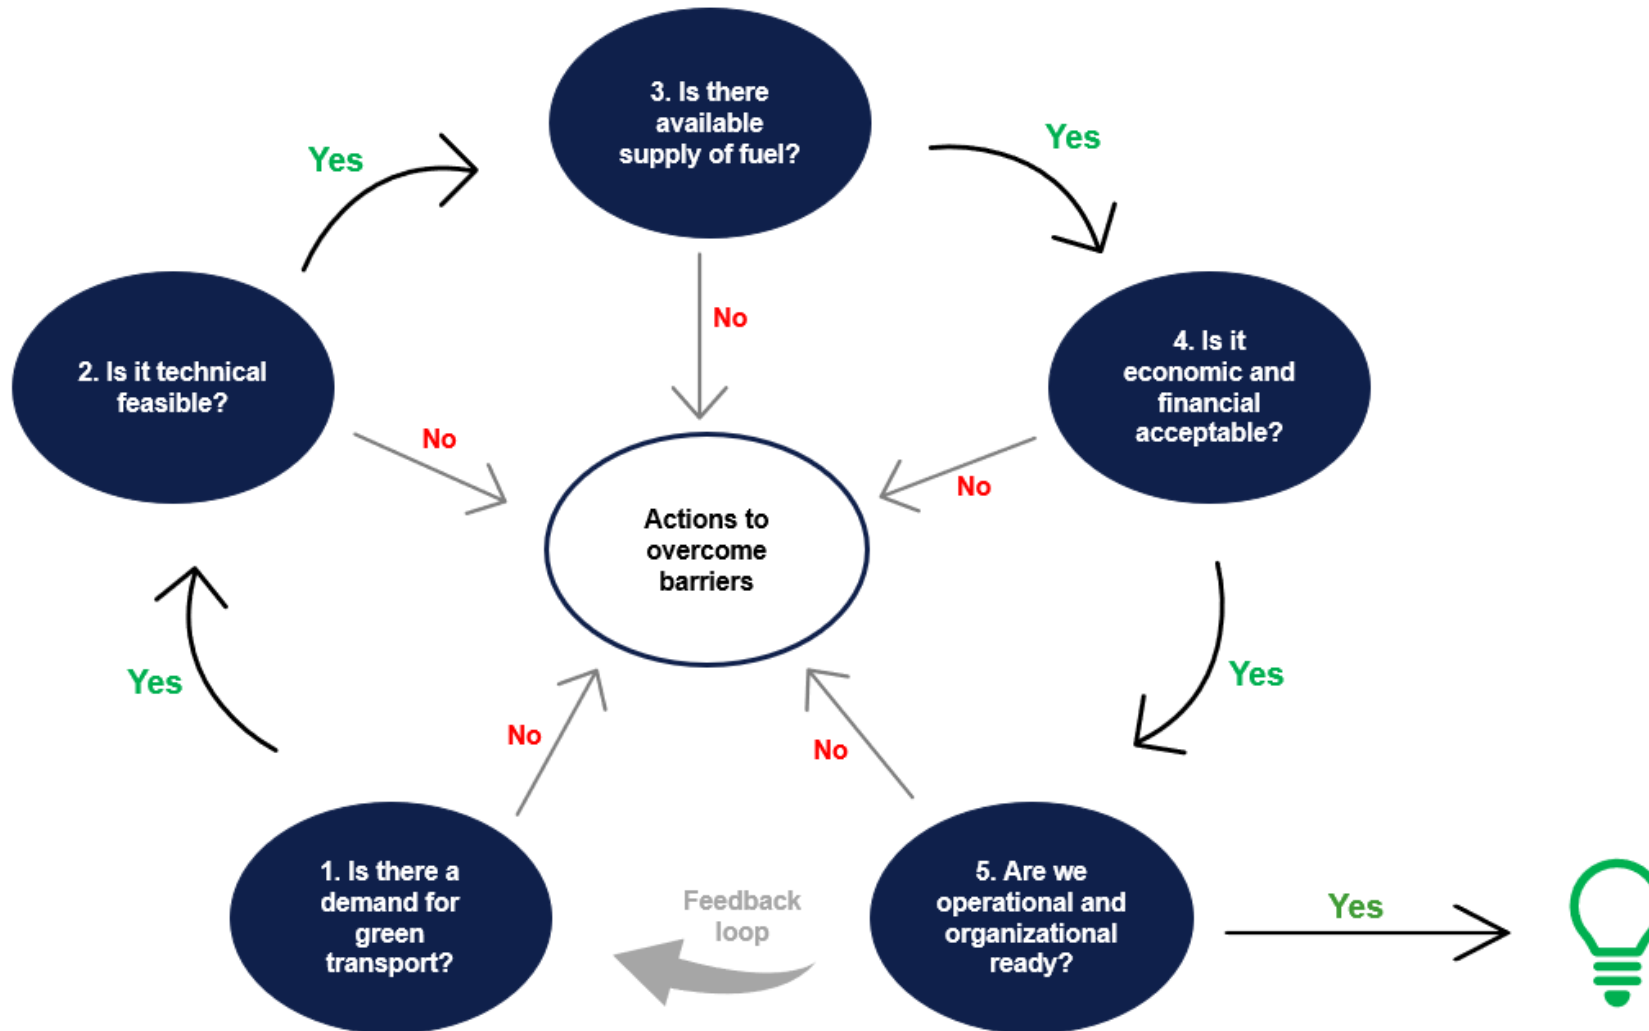 3. Is there
available
supply of fuel?
Yes
Yes
No
2. Is it technical
feasible?
No
4. Is it
economic and
financial
acceptable?
No
Actions to
overcome
barriers
Yes
Yes
No
No
1. Is there a
demand for
green
transport?
Feedback
loop
5. Are we
operational and
organizational
ready?
Yes